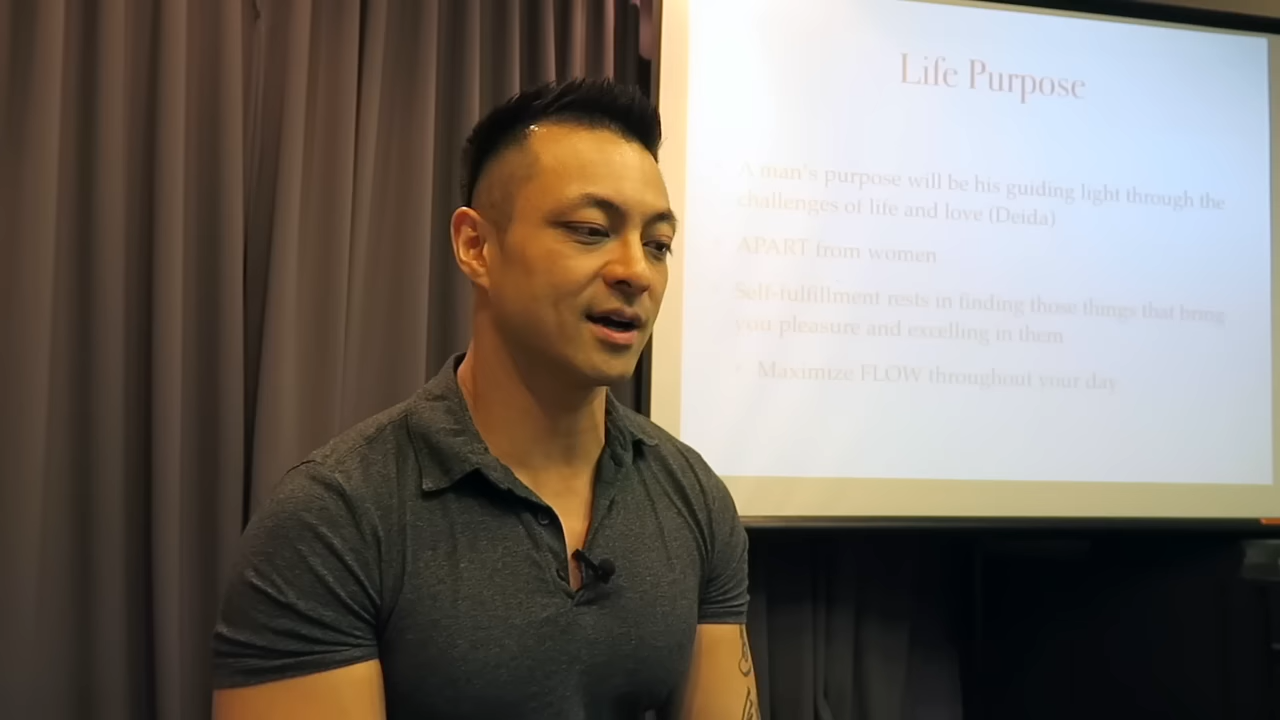 Life Purpose
A man's purpose will be his guiding light through the
challenges of life and love (Deida)
APART from women
Self-fulfillment rests in finding those things that bring
you pleasure and excelling in them
Maximize FLOW throughout your day